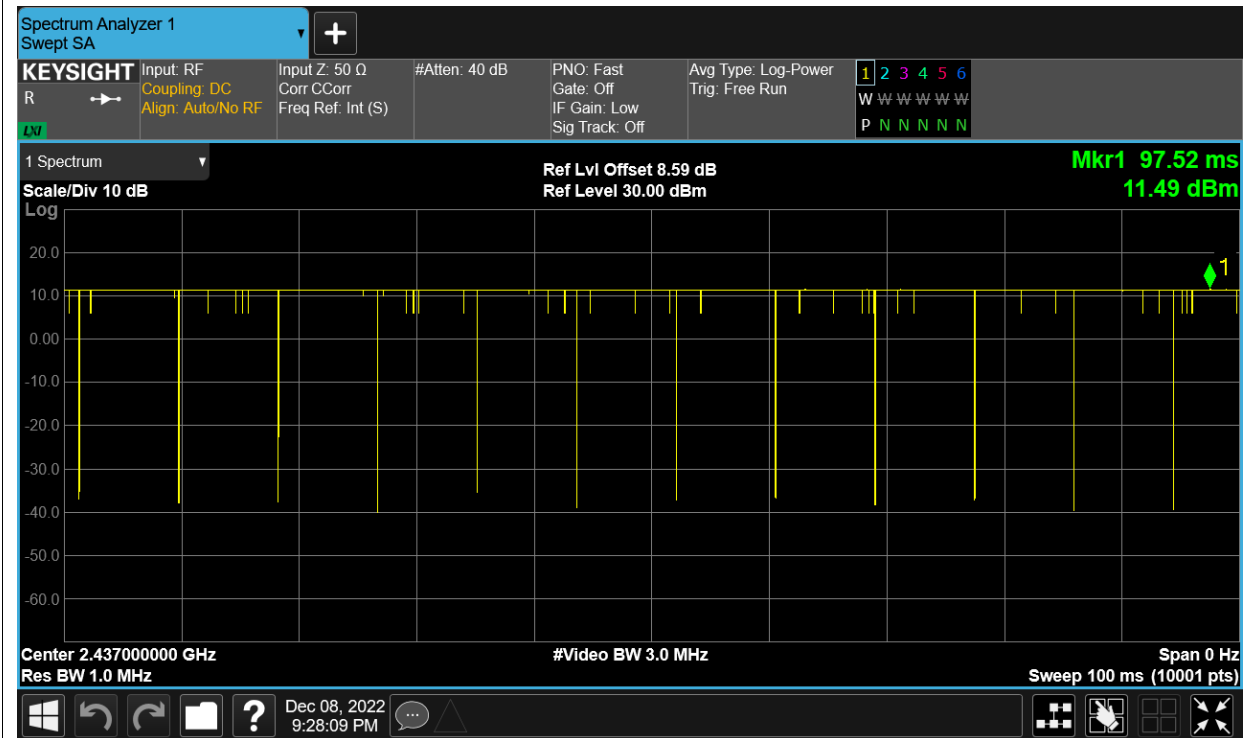 Spectrum Analyzer 1
Swept SA
KEYSIGHT
R
LXI
Input: RF
Coupling: DC
Align: Auto/No RF
Input Z: 50 Ω
Corr CCorr
Freq Ref: Int (S)
#Atten: 40 dB
PNO: Fast
Gate: Off
IF Gain: Low
Sig Track: Off
Avg Type: Log-Power
Trig: Free Run
1 2 3 4 5 6
W W W W W W
P N N N N N
1 Spectrum
Scale/Div 10 dB
Log
Ref Lvl Offset 8.59 dB
Ref Level 30.00 dBm
Mkr1 97.52 ms
11.49 dBm
1
20.0
10.0
0.00
-10.0
-20.0
-30.0
-40.0
-50.0
-60.0
Center 2.437000000 GHz
#Video BW 3.0 MHz
Span 0 Hz
Res BW 1.0 MHz
Sweep 100 ms (10001 pts)
?
Dec 08, 2022
9:28:09 PM